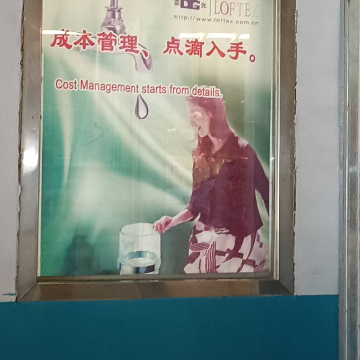 LOFTE
http://www.loftex.com.cn
成本管理、点滴入手。
Cost Management starts from details.